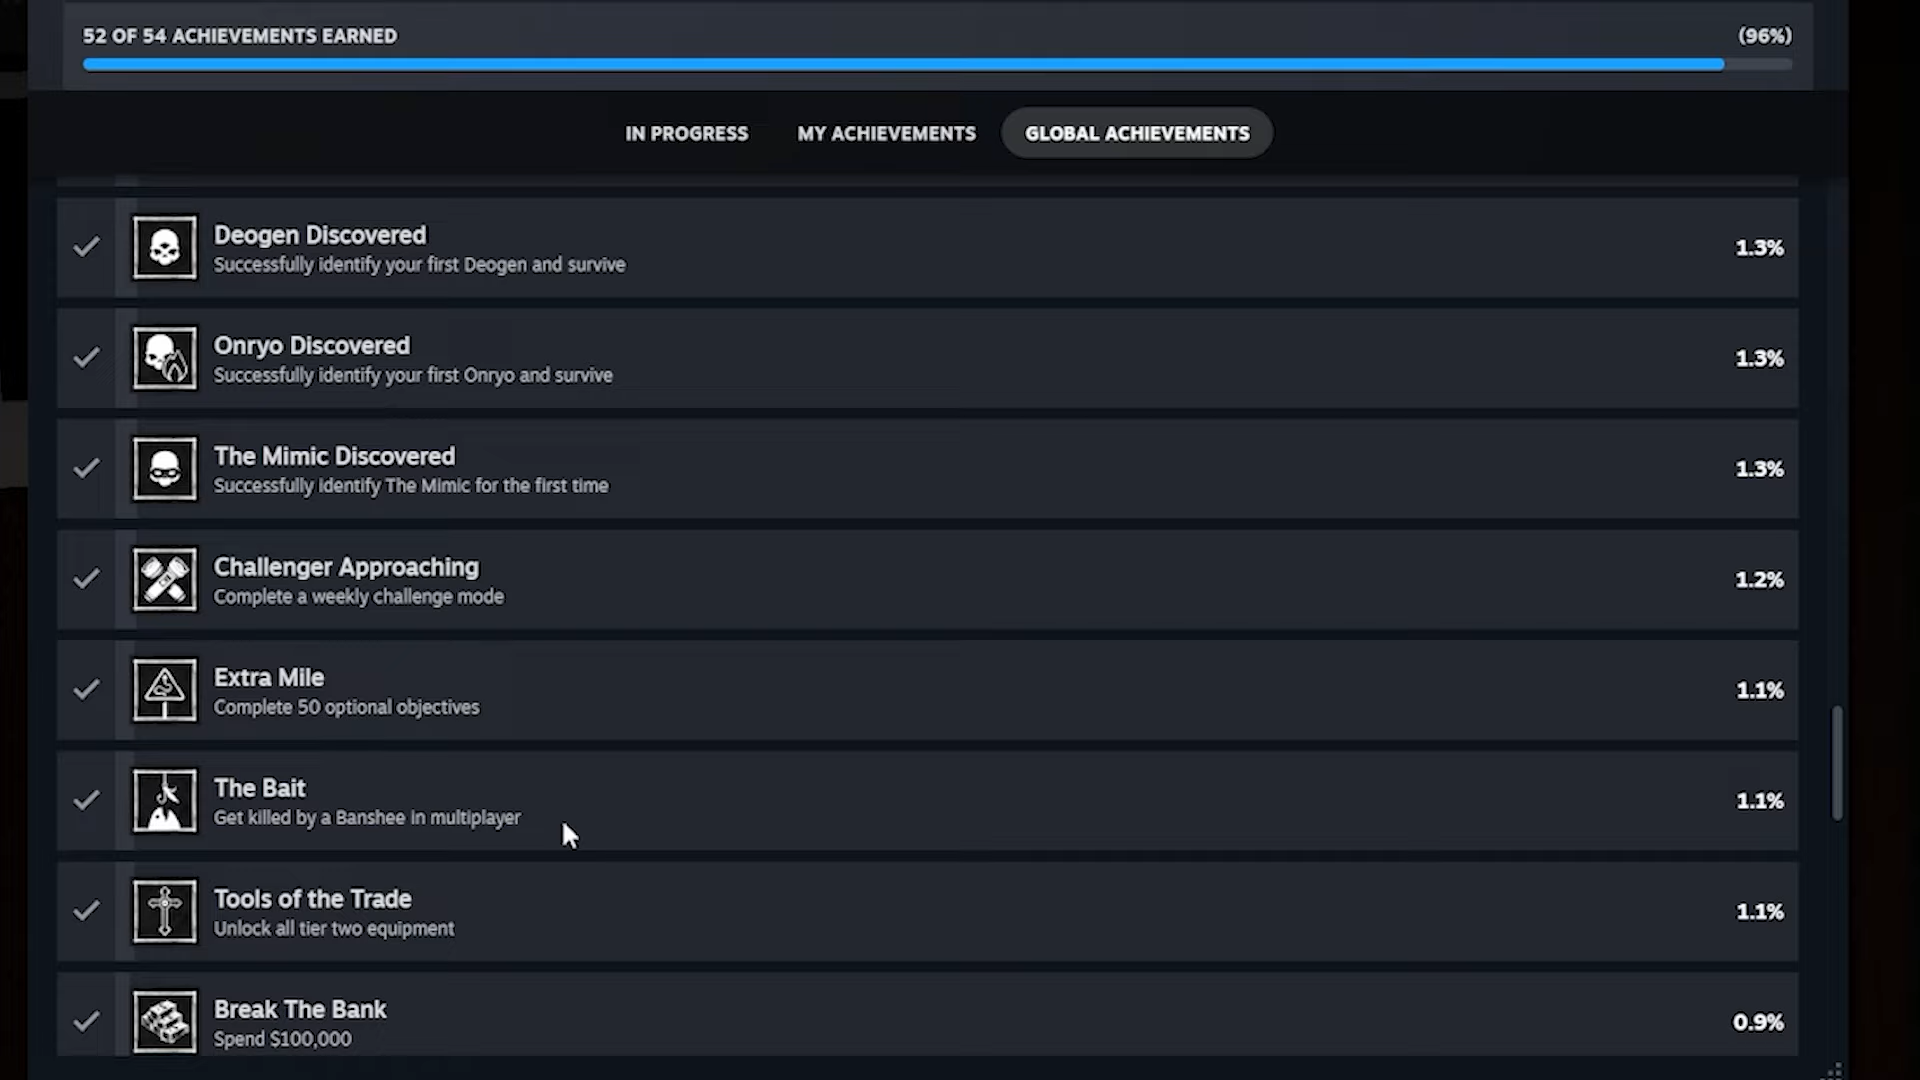 52 OF 54 ACHIEVEMENTS EARNED (96%)
IN PROGRESS MY ACHIEVEMENTS GLOBAL ACHIEVEMENTS
Deogen Discovered
Successfully identify your first Deogen and survive
1.3%
Onryo Discovered
Successfully identify your first Onryo and survive
1.3%
The Mimic Discovered
Successfully identify The Mimic for the first time
1.3%
Challenger Approaching
Complete a weekly challenge mode
1.2%
Extra Mile
Complete 50 optional objectives
1.1%
The Bait
Get killed by a Banshee in multiplayer
1.1%
Tools of the Trade
Unlock all tier two equipment
1.1%
Break The Bank
Spend $100,000
0.9%